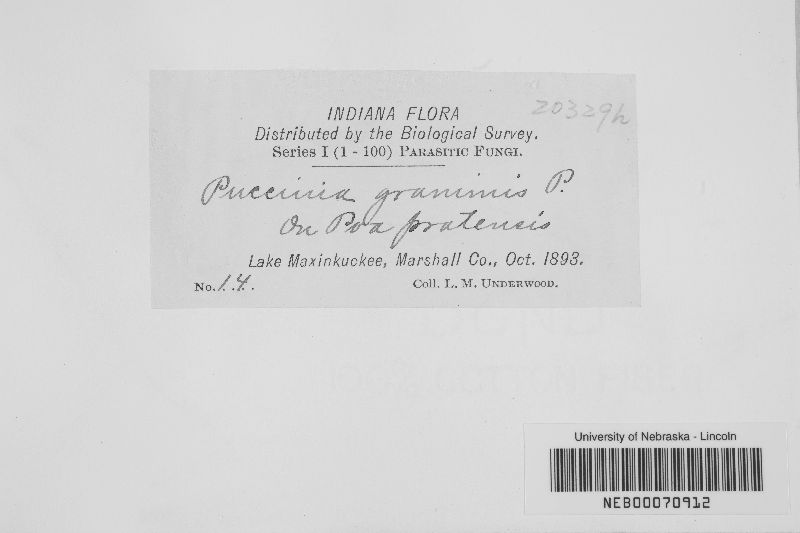 INDIANA FLORA
20329h
Distributed by the Biological Survey.
Series I (1 - 100) PARASITIC FUNGI.
Puccinia graminis P.
On Poa pratensis
Lake Maxinkuckee, Marshall Co., Oct. 1893.
No. 14.
Coll. L. M. UNDERWOOD.
University of Nebraska - Lincoln
NEB00070912